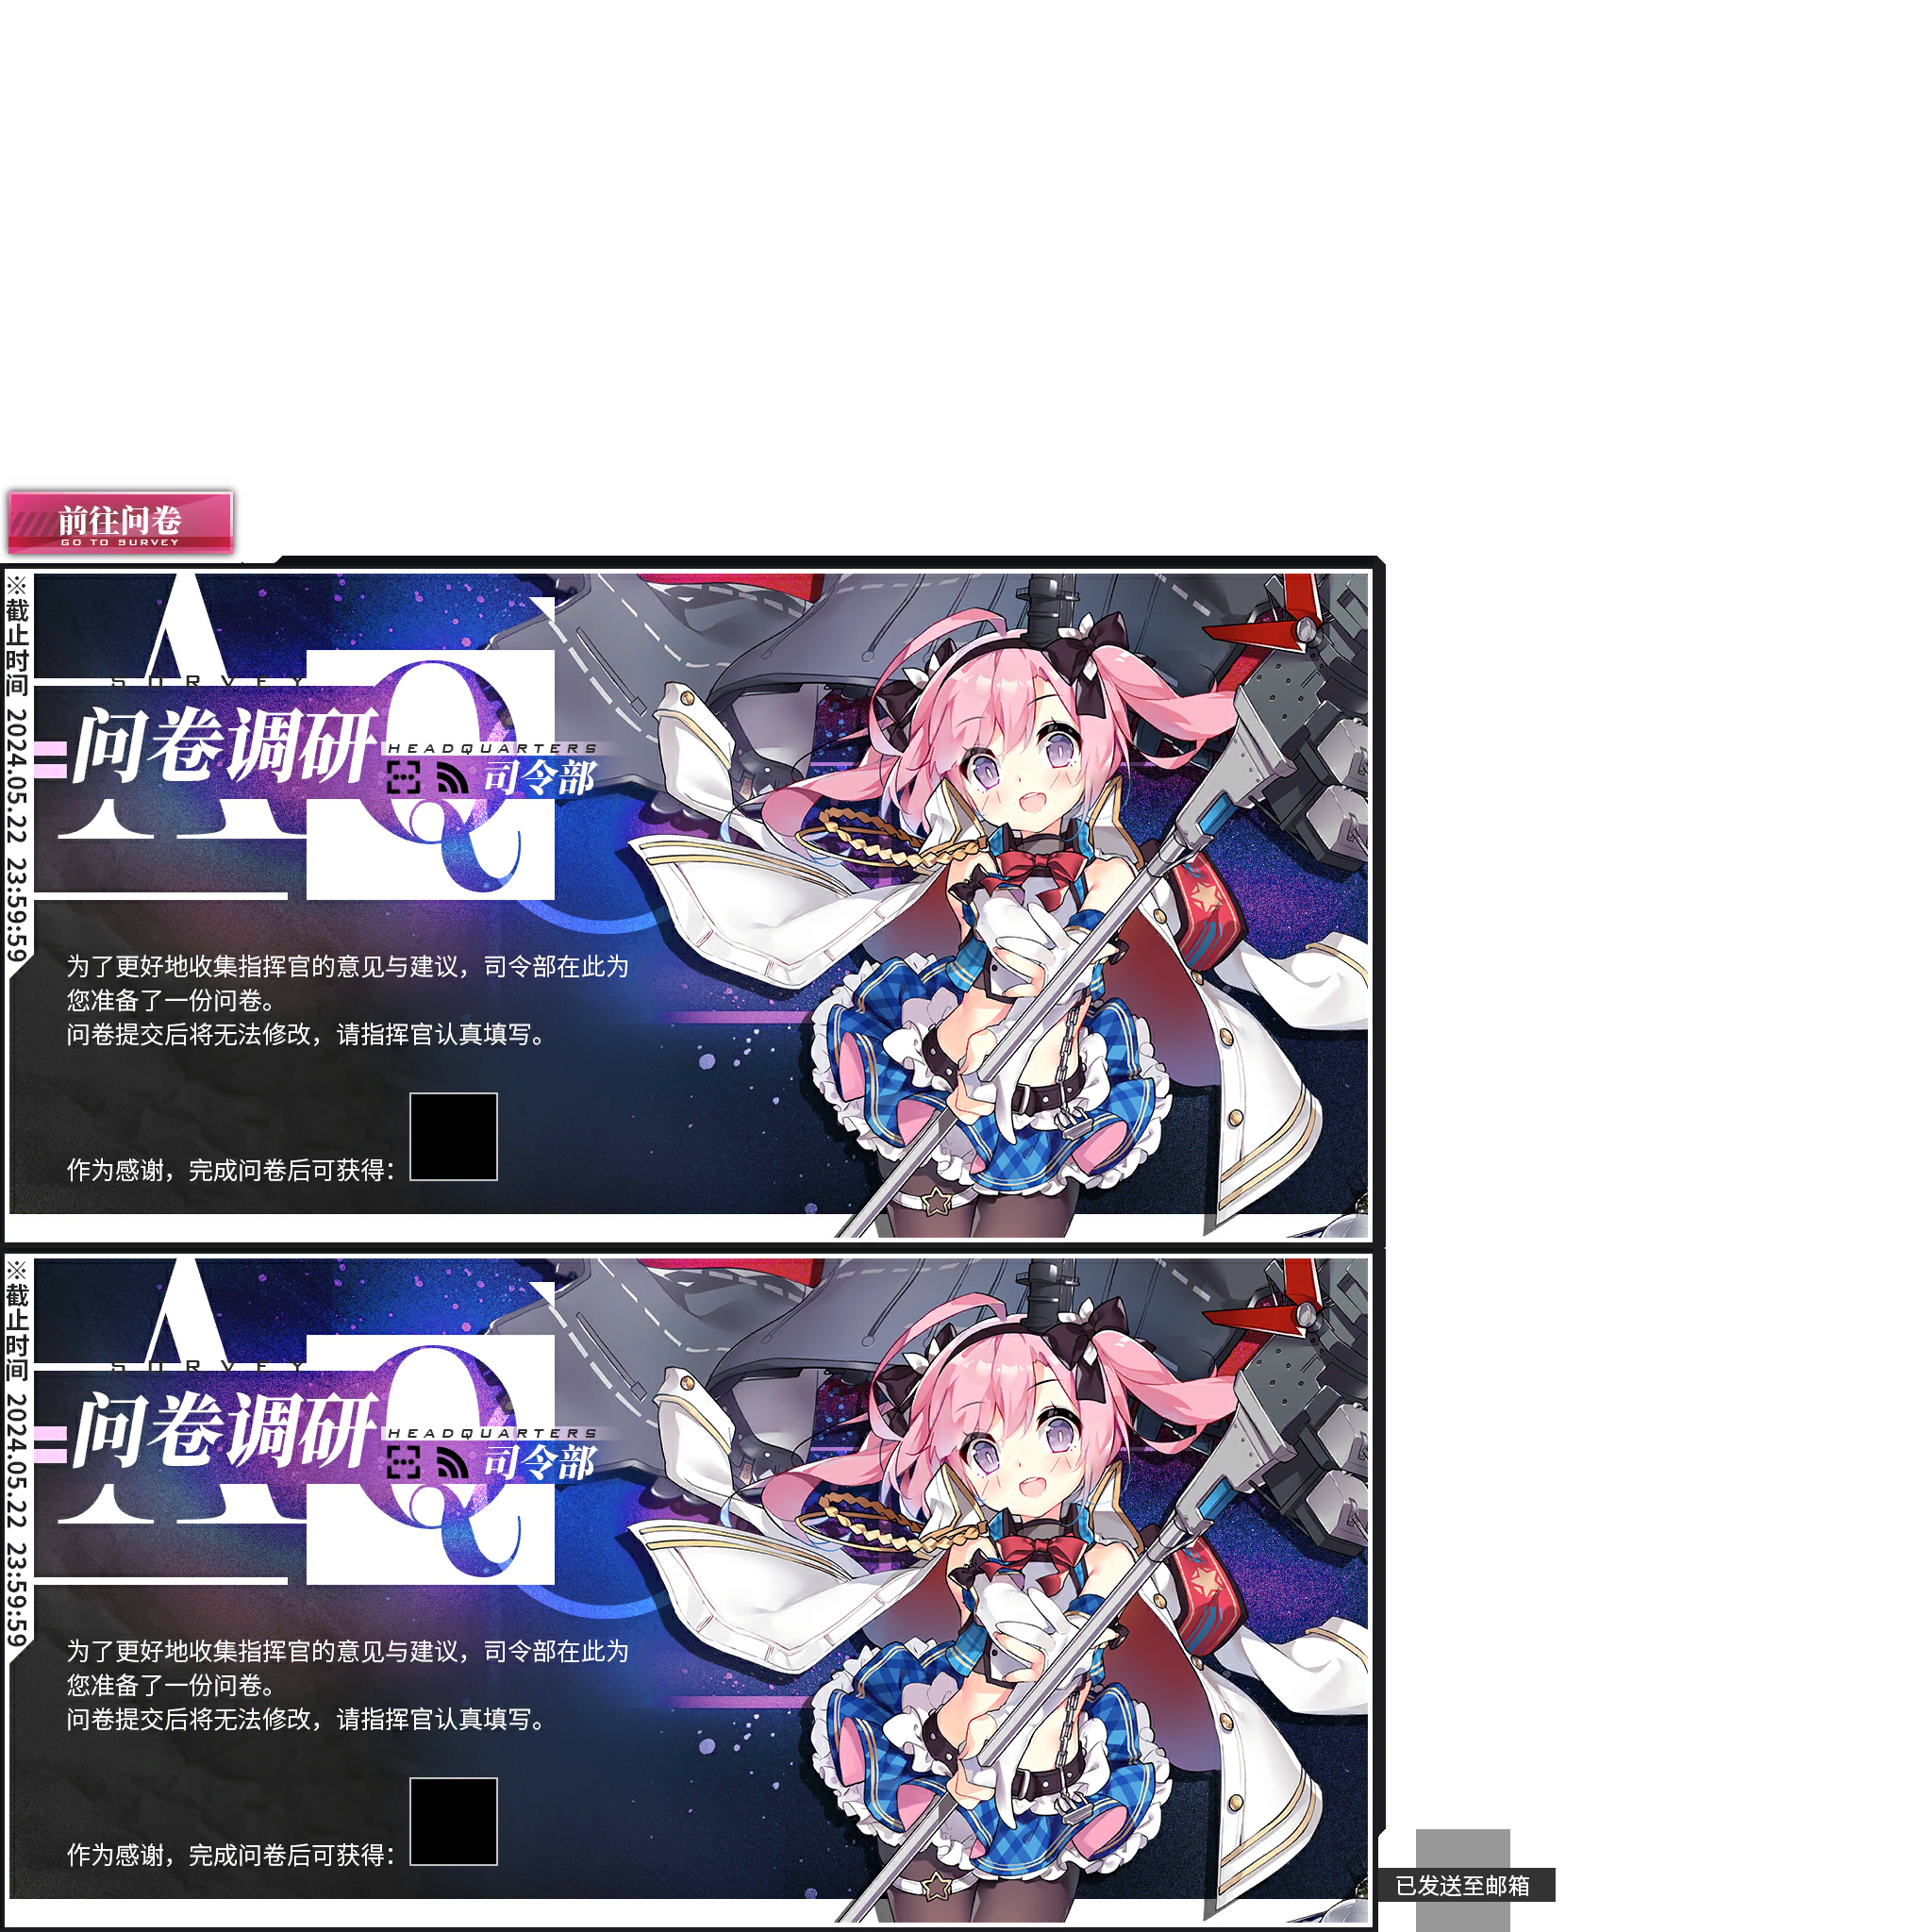 前往问卷
GO TO SURVEY
※截止时间 2024.05.22 23:59:59
A
SURVEY
Q
问卷调研
HEADQUARTERS
司令部
为了更好地收集指挥官的意见与建议，司令部在此为
您准备了一份问卷。
问卷提交后将无法修改，请指挥官认真填写。
作为感谢，完成问卷后可获得：
※截止时间 2024.05.22 23:59:59
A
SURVEY
Q
问卷调研
HEADQUARTERS
司令部
为了更好地收集指挥官的意见与建议，司令部在此为
您准备了一份问卷。
问卷提交后将无法修改，请指挥官认真填写。
作为感谢，完成问卷后可获得：
已发送至邮箱